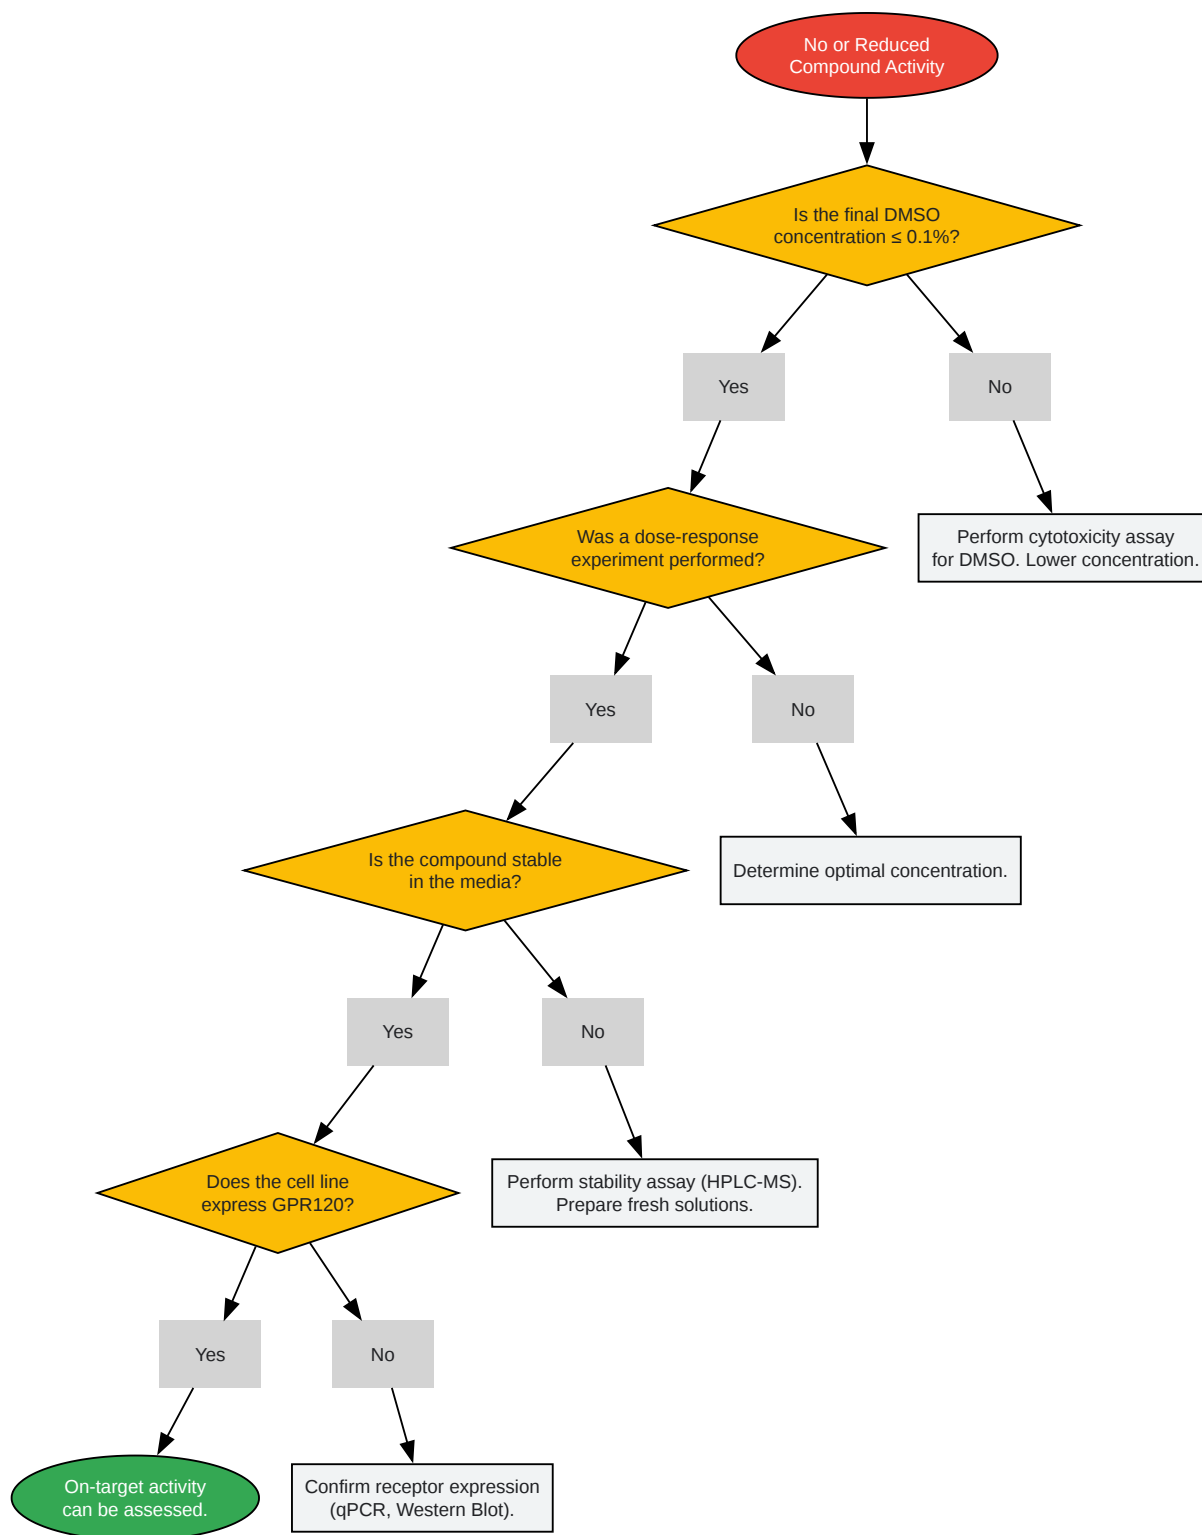 No or Reduced
Compound Activity
Is the final DMSO
concentration ≤ 0.1%?
Yes
No
Was a dose-response
experiment performed?
Perform cytotoxicity assay
for DMSO. Lower concentration.
Yes
No
Is the compound stable
in the media?
Determine optimal concentration.
Yes
No
Does the cell line
express GPR120?
Perform stability assay (HPLC-MS).
Prepare fresh solutions.
Yes
No
On-target activity
can be assessed.
Confirm receptor expression
(qPCR, Western Blot).